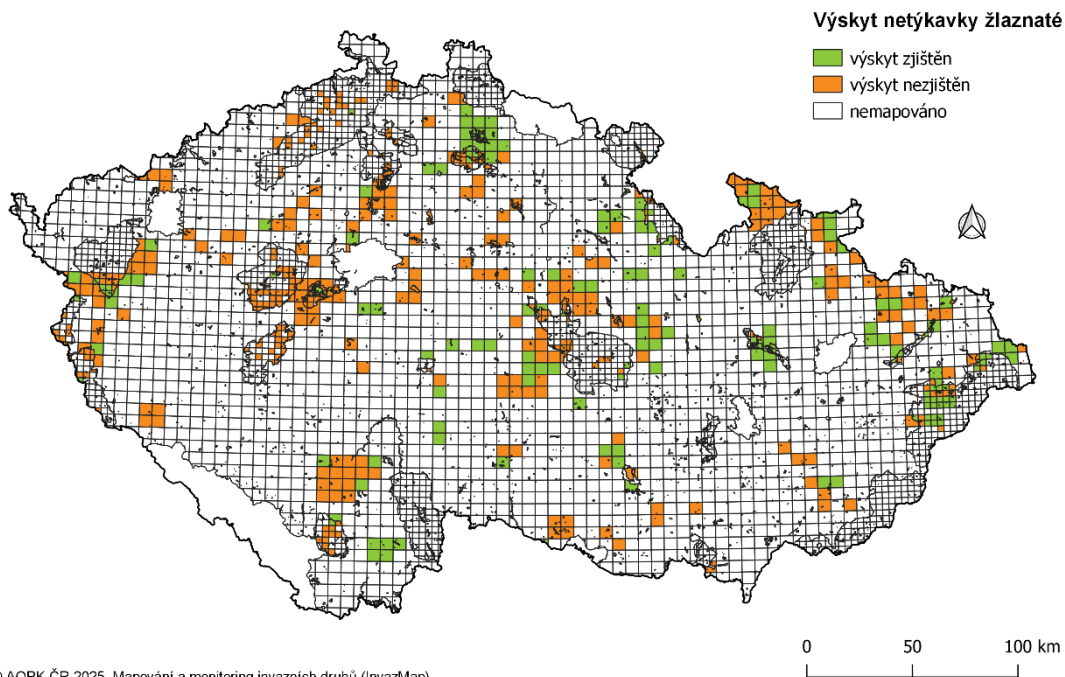 Výskyt netýkavky žlaznaté
výskyt zjištěn
výskyt nezjištěn
nemapováno
0 50 100 km
AOPK ČR 2025, Mapování a monitoring invazních druhů (InvazMap)